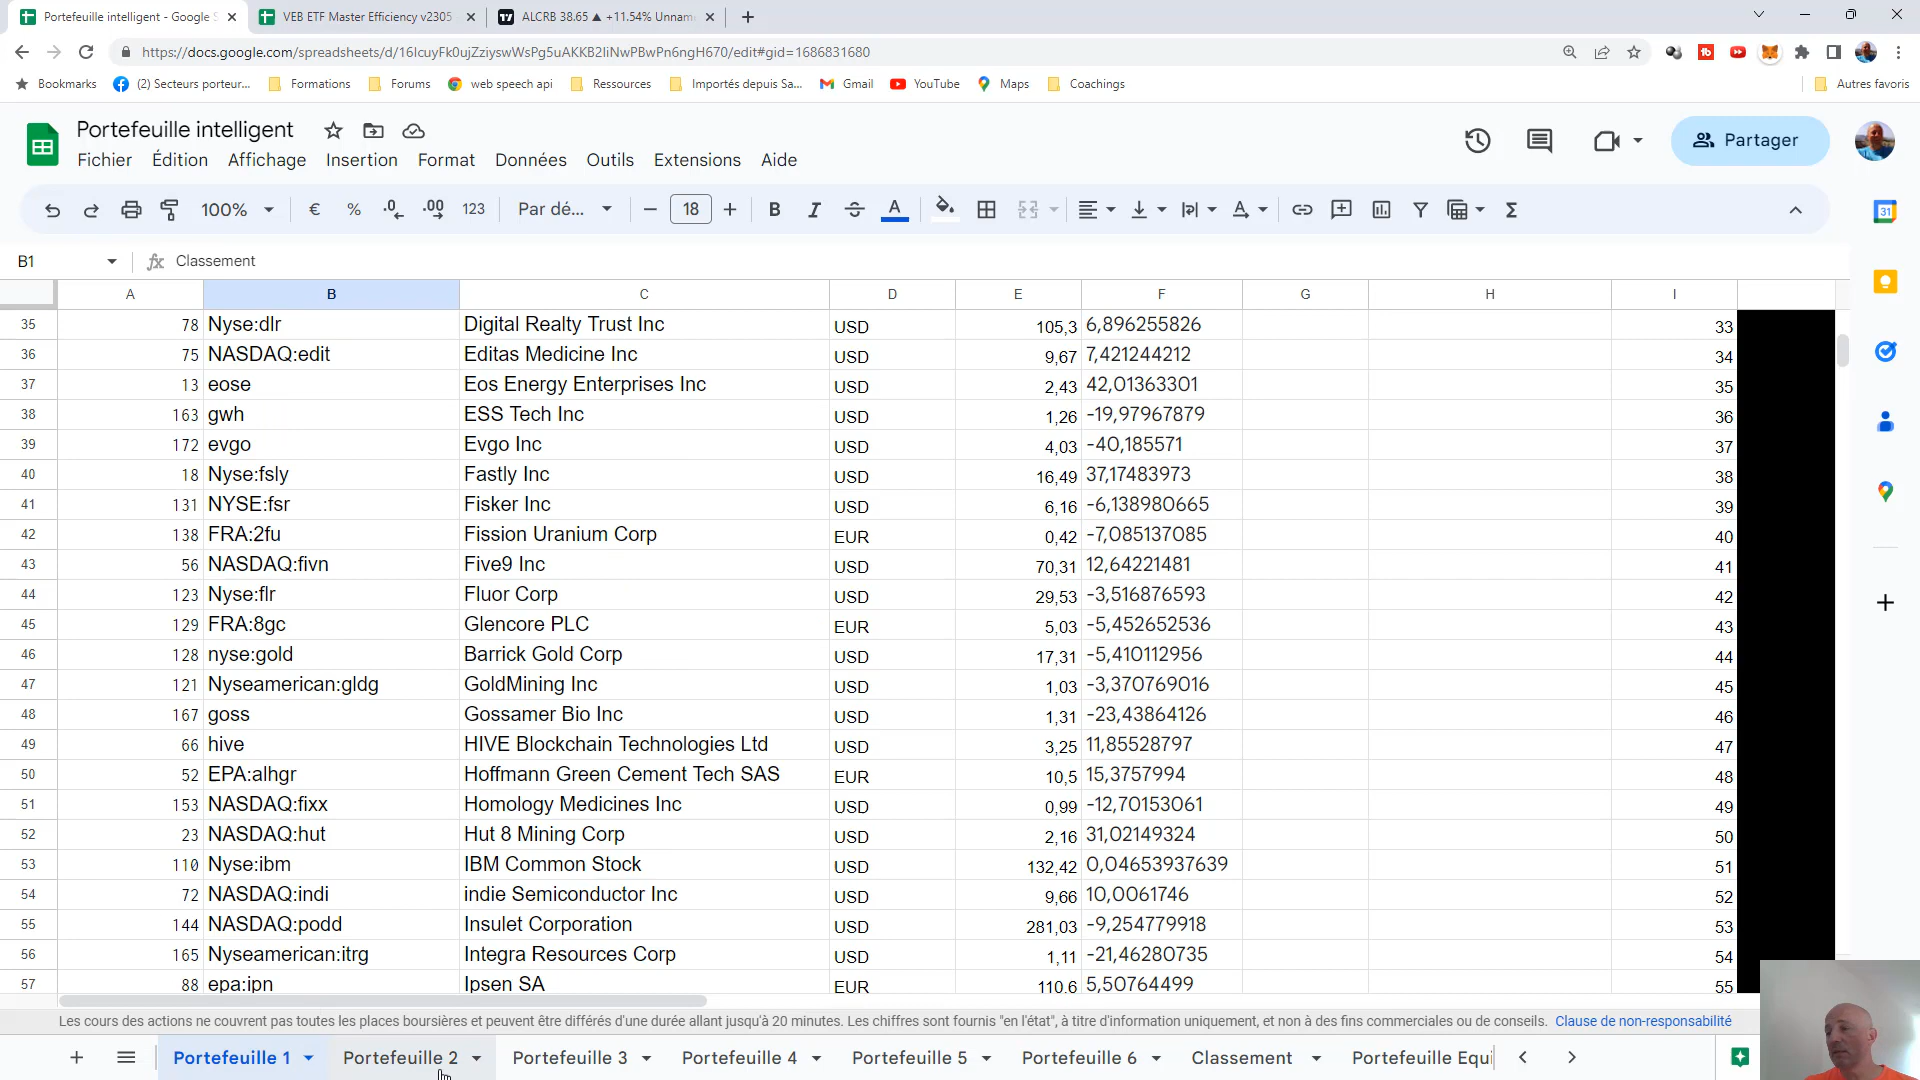 Portefeuille intelligent - Google S
VEB ETF Master Efficiency v2305
ALCRB 38.65 ▲ +11.54% Unnam
https://docs.google.com/spreadsheets/d/16IcuyFk0ujZziyswWsPg5uAKKB2IiNwPBwPn6ngH670/edit#gid=1686831680
Bookmarks (2) Secteurs porteur... Formations Forums web speech api Ressources Importés depuis Sa... Gmail YouTube Maps Coachings Autres favoris
Portefeuille intelligent
Fichier Édition Affichage Insertion Format Données Outils Extensions Aide
Partager
100% € % .0 .00 123 Par dé... 18 B I A Σ
B1 fx Classement
A B C D E F G H I
35 78 Nyse:dlr Digital Realty Trust Inc USD 105,3 6,896255826 33
36 75 NASDAQ:edit Editas Medicine Inc USD 9,67 7,421244212 34
37 13 eose Eos Energy Enterprises Inc USD 2,43 42,01363301 35
38 163 gwh ESS Tech Inc USD 1,26 -19,97967879 36
39 172 evgo Evgo Inc USD 4,03 -40,185571 37
40 18 Nyse:fsly Fastly Inc USD 16,49 37,17483973 38
41 131 NYSE:fsr Fisker Inc USD 6,16 -6,138980665 39
42 138 FRA:2fu Fission Uranium Corp EUR 0,42 -7,085137085 40
43 56 NASDAQ:fivn Five9 Inc USD 70,31 12,64221481 41
44 123 Nyse:flr Fluor Corp USD 29,53 -3,516876593 42
45 129 FRA:8gc Glencore PLC EUR 5,03 -5,452652536 43
46 128 nyse:gold Barrick Gold Corp USD 17,31 -5,410112956 44
47 121 Nyseamerican:gldg GoldMining Inc USD 1,03 -3,370769016 45
48 167 goss Gossamer Bio Inc USD 1,31 -23,43864126 46
49 66 hive HIVE Blockchain Technologies Ltd USD 3,25 11,85528797 47
50 52 EPA:alhgr Hoffmann Green Cement Tech SAS EUR 10,5 15,3757994 48
51 153 NASDAQ:fixx Homology Medicines Inc USD 0,99 -12,70153061 49
52 23 NASDAQ:hut Hut 8 Mining Corp USD 2,16 31,02149324 50
53 110 Nyse:ibm IBM Common Stock USD 132,42 0,04653937639 51
54 72 NASDAQ:indi indie Semiconductor Inc USD 9,66 10,0061746 52
55 144 NASDAQ:podd Insulet Corporation USD 281,03 -9,254779918 53
56 165 Nyseamerican:itrg Integra Resources Corp USD 1,11 -21,46280735 54
57 88 epa:ipn Ipsen SA EUR 110,6 5,50764499 55
Les cours des actions ne couvrent pas toutes les places boursières et peuvent être différés d'une durée allant jusqu'à 20 minutes. Les chiffres sont fournis "en l'état", à titre d'information uniquement, et non à des fins commerciales ou de conseils. Clause de non-responsabilité
Portefeuille 1 Portefeuille 2 Portefeuille 3 Portefeuille 4 Portefeuille 5 Portefeuille 6 Classement Portefeuille Equi